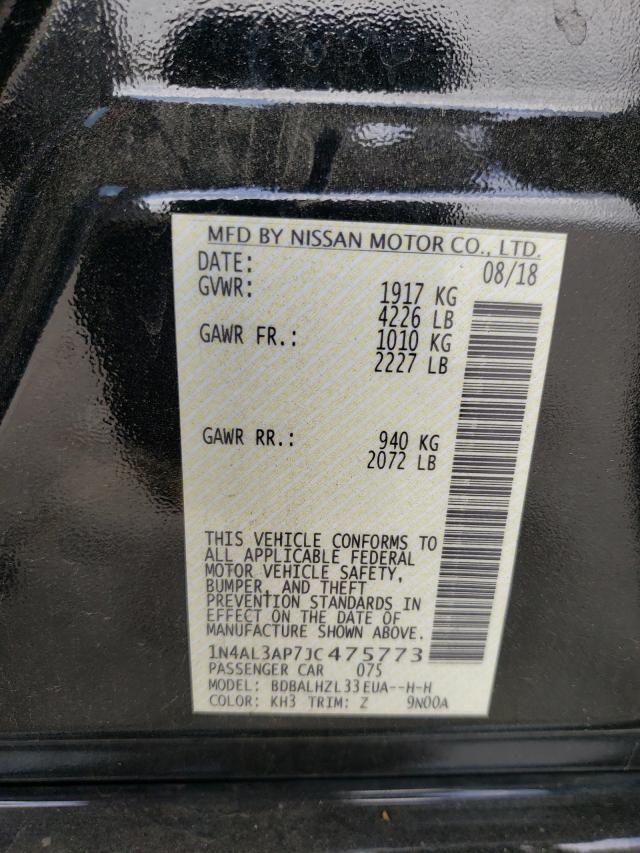 MFD BY NISSAN MOTOR CO., LTD.
DATE: 08/18
GVWR: 1917 KG
4226 LB
GAWR FR.: 1010 KG
2227 LB
GAWR RR.: 940 KG
2072 LB
THIS VEHICLE CONFORMS TO
ALL APPLICABLE FEDERAL
MOTOR VEHICLE SAFETY,
BUMPER, AND THEFT
PREVENTION STANDARDS IN
EFFECT ON THE DATE OF
MANUFACTURE SHOWN ABOVE.
1N4AL3AP7JC475773
PASSENGER CAR 075
MODEL: BDBALHZL33EUA--H-H
COLOR: KH3 TRIM: Z 9N00A